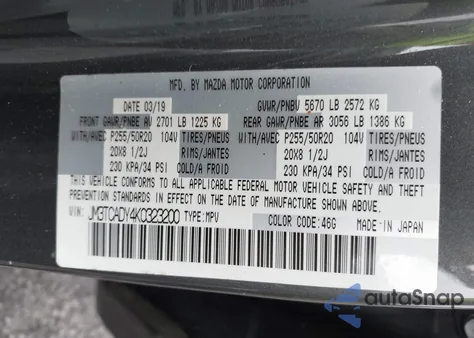 MFD. BY MAZDA MOTOR CORPORATION
DATE 03/19 GVWR/PNBV 5670 LB 2572 KG
FRONT GAWR/PNBE AV 2701 LB 1225 KG REAR GAWR/PNBE AR 3056 LB 1386 KG
WITH/AVEC P255/50R20 104V TIRES/PNEUS WITH/AVEC P255/50R20 104V TIRES/PNEUS
20X8 1/2J RIMS/JANTES 20X8 1/2J RIMS/JANTES
230 KPA/34 PSI COLD/A FROID 230 KPA/34 PSI COLD/A FROID
THIS VEHICLE CONFORMS TO ALL APPLICABLE FEDERAL MOTOR VEHICLE SAFETY AND THEFT
PREVENTION STANDARDS IN EFFECT ON THE DATE OF MANUFACTURE SHOWN ABOVE.
VIN: JM3TCADY4K0323200 TYPE: MPV COLOR CODE: 46G MADE IN JAPAN
autoSnap